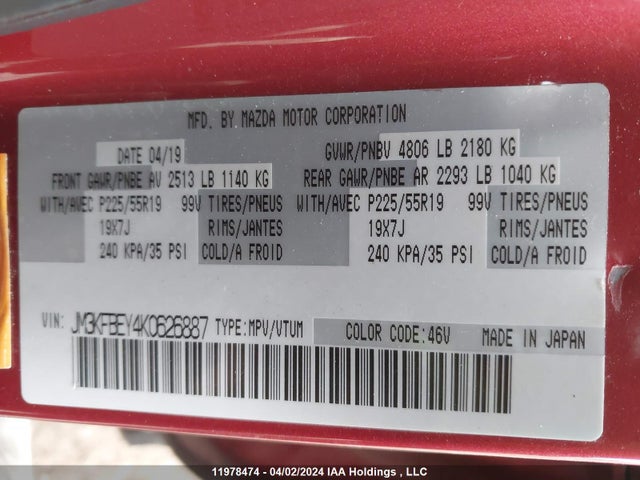 MFD. BY MAZDA MOTOR CORPORATION
DATE 04/19 GVWR/PNBV 4806 LB 2180 KG
FRONT GAWR/PNBE AV 2513 LB 1140 KG REAR GAWR/PNBE AR 2293 LB 1040 KG
WITH/AVEC P225/55R19 99V TIRES/PNEUS WITH/AVEC P225/55R19 99V TIRES/PNEUS
19X7J RIMS/JANTES 19X7J RIMS/JANTES
240 KPA/35 PSI COLD/A FROID 240 KPA/35 PSI COLD/A FROID
VIN: JM3KFBEY4K0626887 TYPE:MPV/VTUM COLOR CODE:46V MADE IN JAPAN
11978474 - 04/02/2024 IAA Holdings , LLC